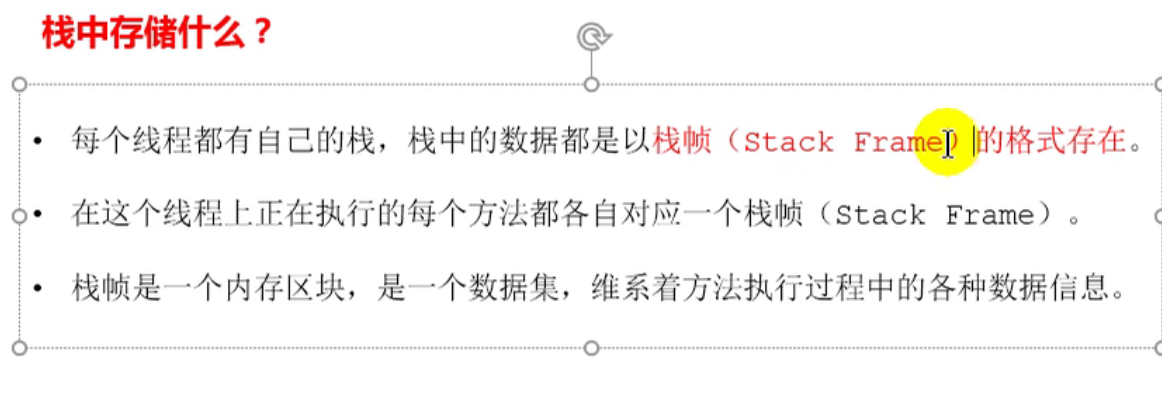 栈中存储什么？
• 每个线程都有自己的栈，栈中的数据都是以栈帧（Stack Frame）的格式存在。
• 在这个线程上正在执行的每个方法都各自对应一个栈帧（Stack Frame）。
• 栈帧是一个内存区块，是一个数据集，维系着方法执行过程中的各种数据信息。